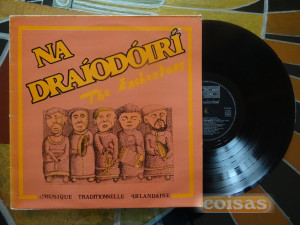 NA
DRAÍODÓIRÍ
The Enchanters
MUSIQUE TRADITIONNELLE IRLANDAISE
coisas